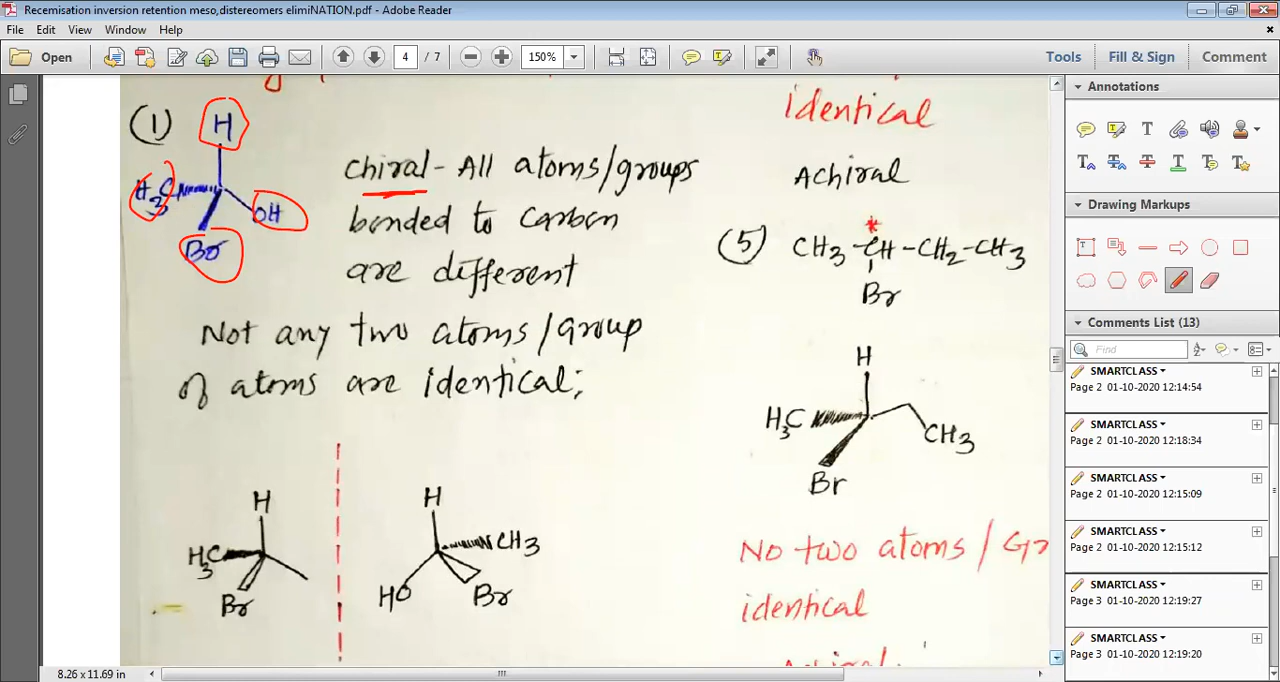 Recemisation inversion retention meso,distereomers elimiNATION.pdf - Adobe Reader
File Edit View Window Help
Open 4 / 7 150% Tools Fill & Sign Comment
(1) H
H3C
OH
Br
Chiral - All atoms/groups
bonded to Carbon
are different
Not any two atoms/group
of atoms are identical;
H
H3C
Br
H
CH3
HO
Br
identical
Achiral
(5) CH3-CH-CH2-CH3
*
Br
H
H3C
CH3
Br
No two atoms /
identical
Annotations
T
Drawing Markups
Comments List (13)
Find
SMARTCLASS
Page 2 01-10-2020 12:14:54
SMARTCLASS
Page 2 01-10-2020 12:18:34
SMARTCLASS
Page 2 01-10-2020 12:15:09
SMARTCLASS
Page 2 01-10-2020 12:15:12
SMARTCLASS
Page 3 01-10-2020 12:19:27
SMARTCLASS
Page 3 01-10-2020 12:19:20
8.26 x 11.69 in